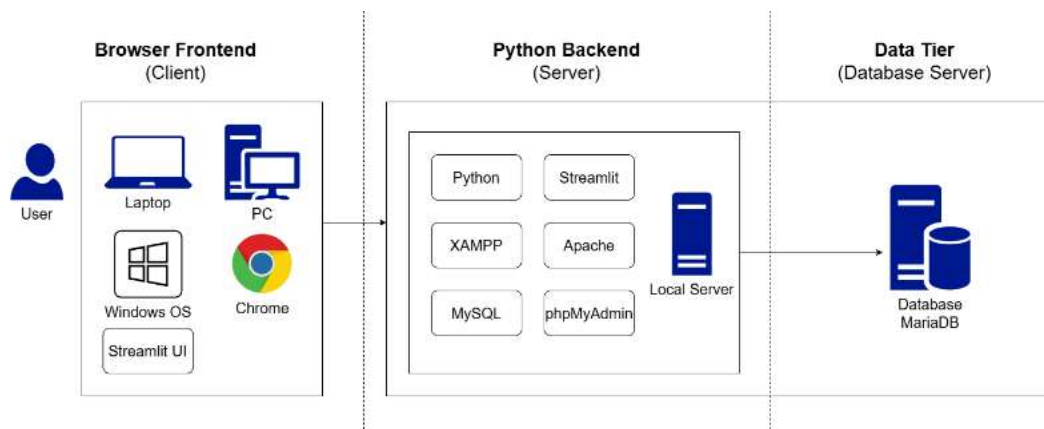 Browser Frontend
(Client)
Python Backend
(Server)
Data Tier
(Database Server)
User
Laptop
PC
Windows OS
Chrome
Streamlit UI
Python
Streamlit
XAMPP
Apache
MySQL
phpMyAdmin
Local Server
Database
MariaDB